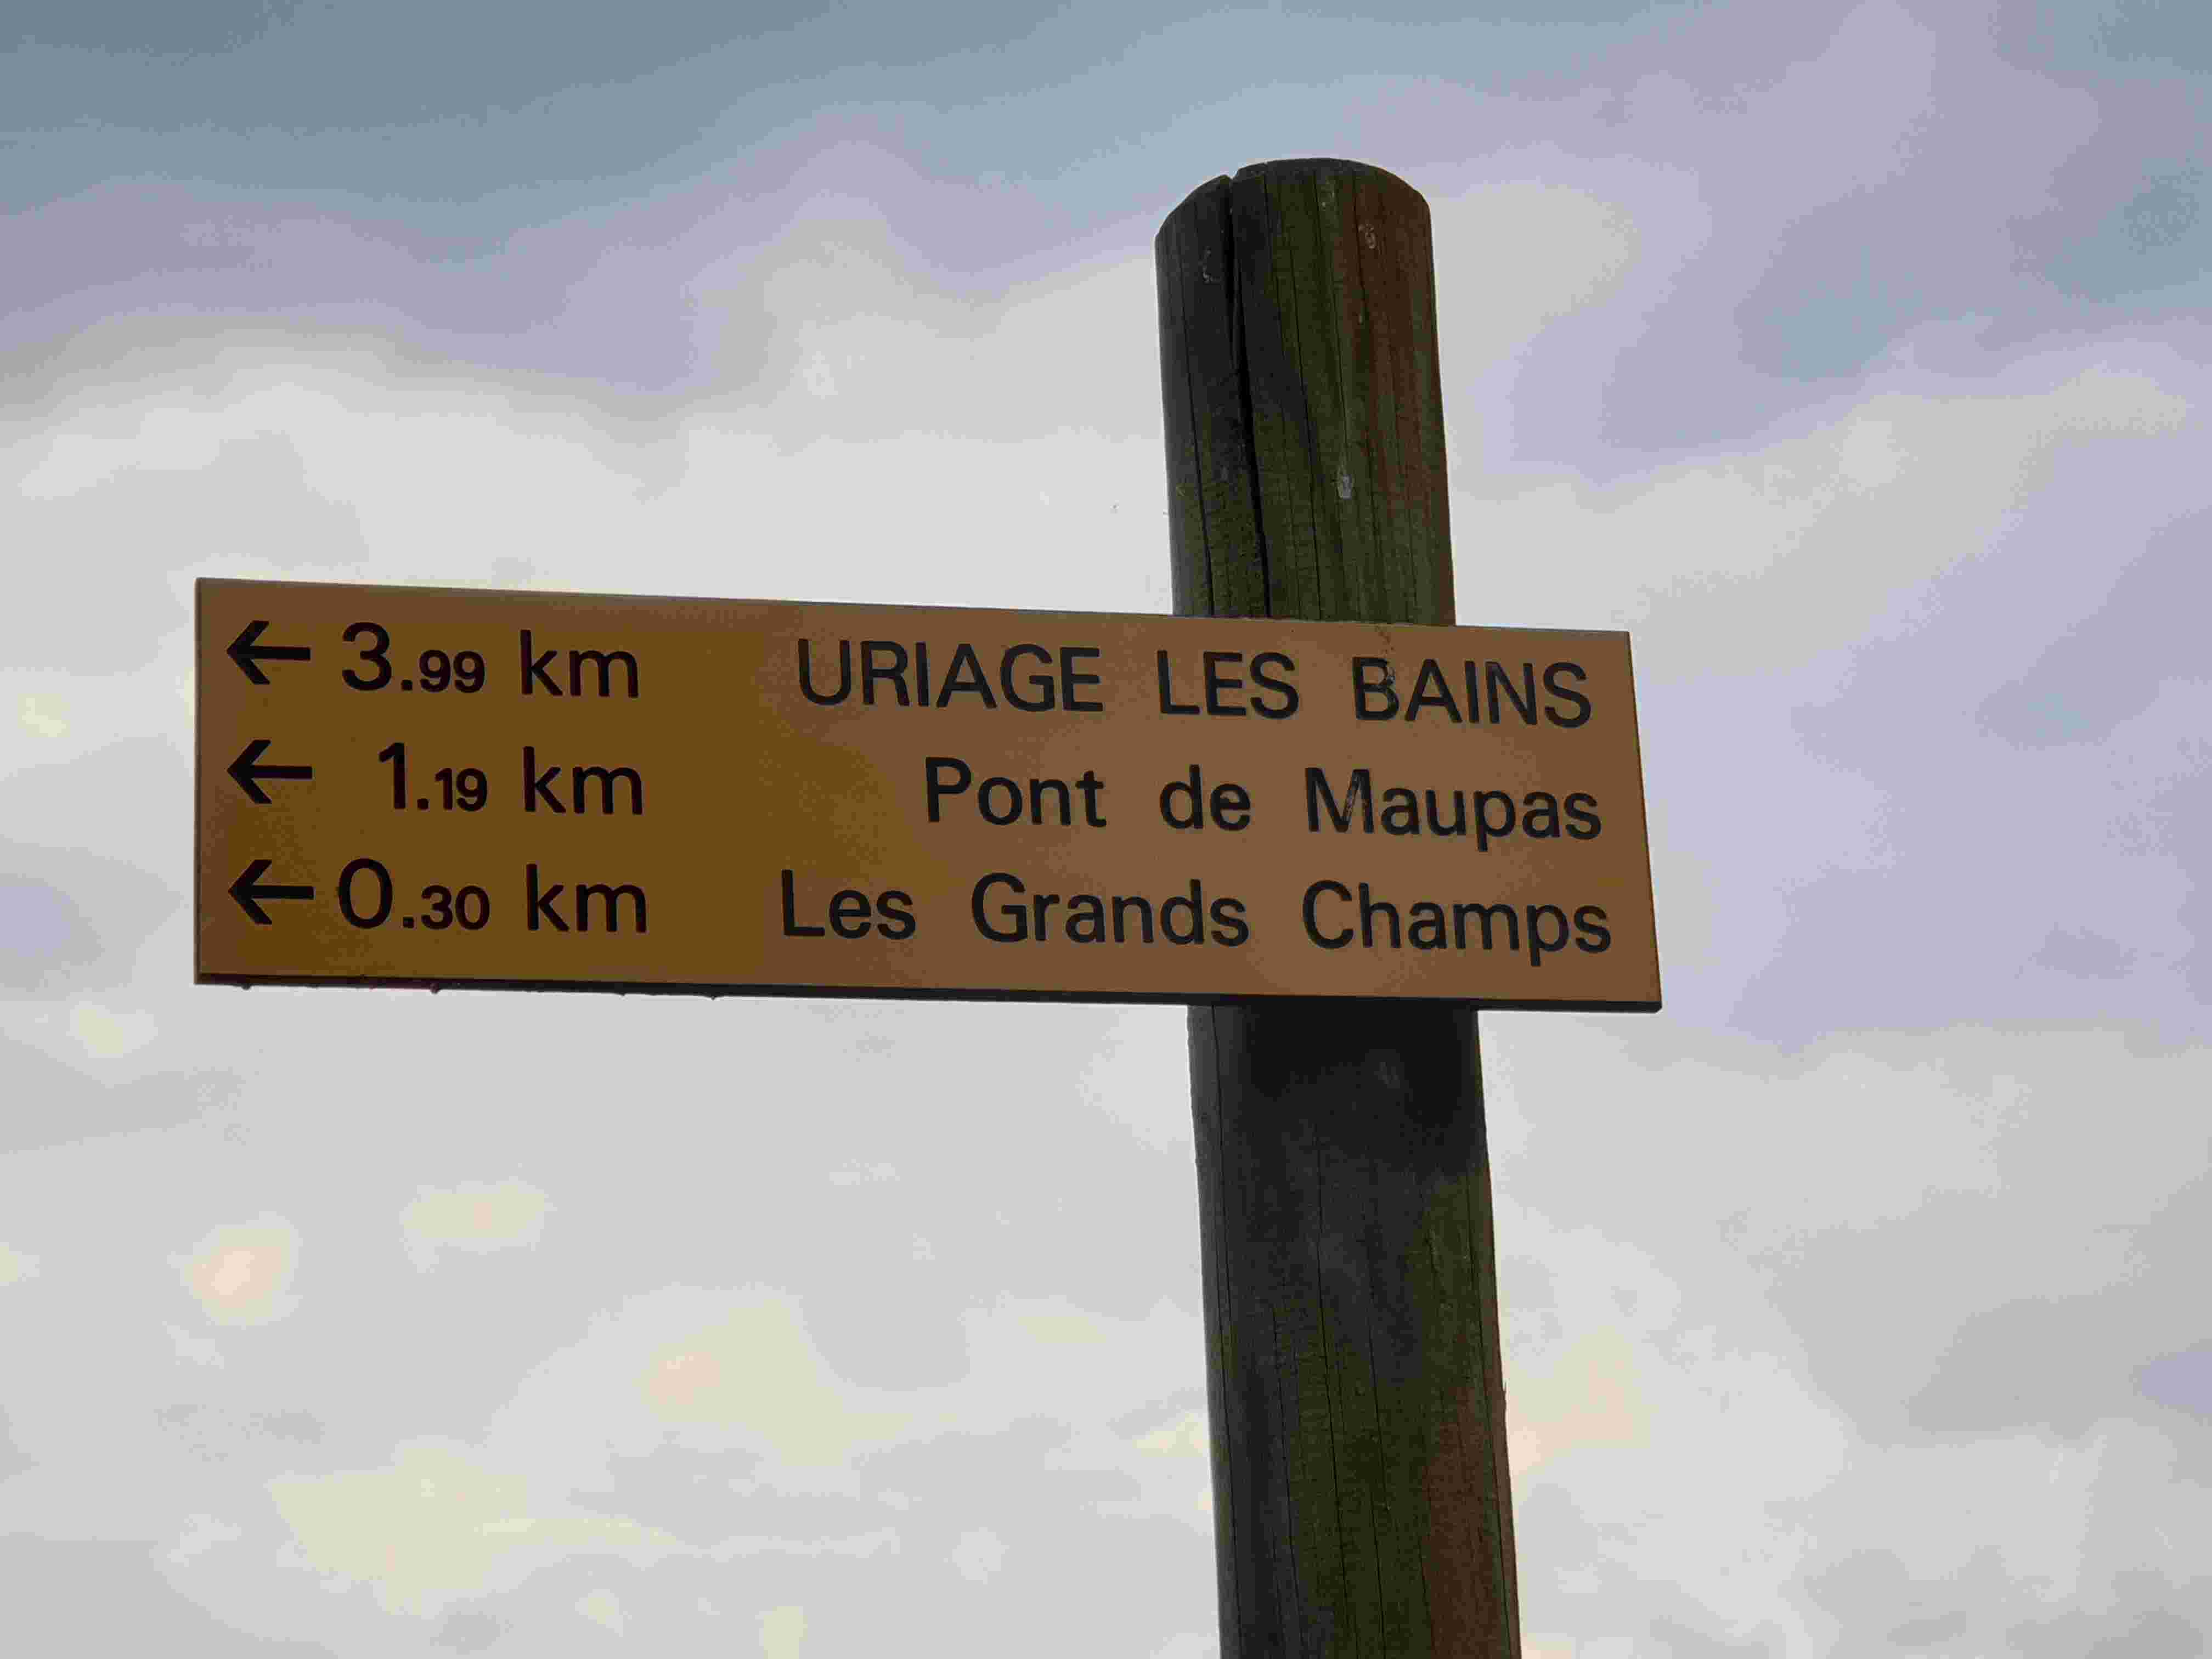 ← 3.99 km URIAGE LES BAINS
← 1.19 km Pont de Maupas
← 0.30 km Les Grands Champs